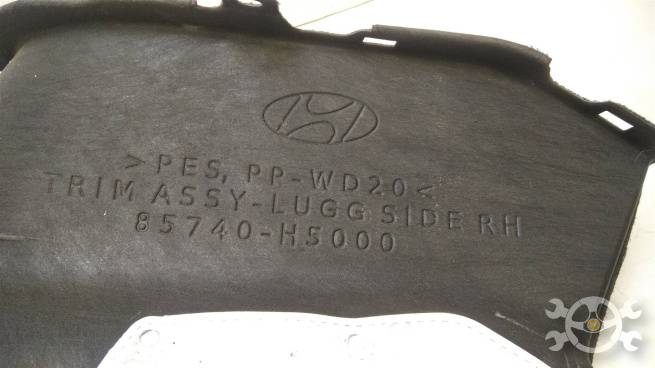 >PES, PP-WD20<
TRIM ASSY-LUGG SIDE RH
85740-H5000